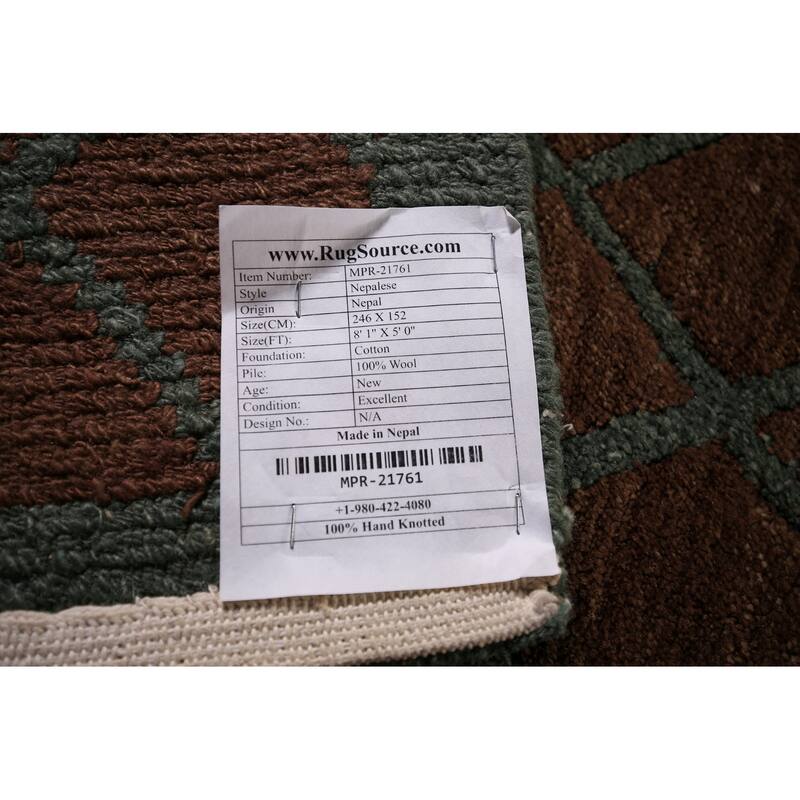 www.RugSource.com
Item Number: MPR-21761
Style Nepalese
Origin Nepal
Size(CM): 246 X 152
Size(FT): 8' 1" X 5' 0"
Foundation: Cotton
Pile: 100% Wool
Age: New
Condition: Excellent
Design No.: N/A
Made in Nepal
MPR-21761
+1-980-422-4080
100% Hand Knotted